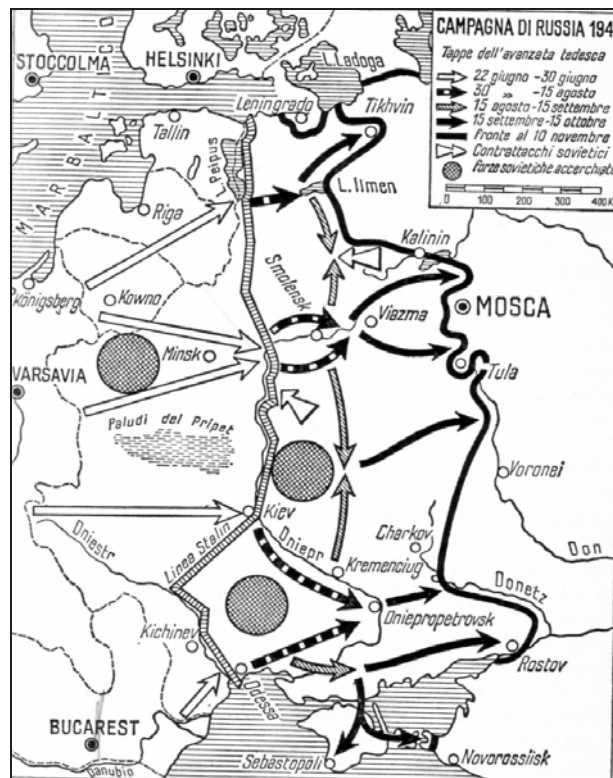 CAMPAGNA DI RUSSIA 194
Tappe dell'avanzata tedesca
22 giugno - 30 giugno
30 » - 15 agosto
15 agosto - 15 settembre
15 settembre - 15 ottobre
Fronte al 10 novembre
Contrattacchi sovietici
Forze sovietiche accerchiate
0 100 200 300 400 K
STOCCOLMA
HELSINKI
L. Ladoga
MAR BALTICO
Tallin
Leningrado
Tikhvin
L. Peipus
L. Ilmen
Riga
Kalinin
Königsberg
Kowno
Smolensk
Viazma
MOSCA
Minsk
VARSAVIA
Tula
Paludi del Pripet
Voronei
Kiev
Dniestr
Linea Stalin
Dniepr
Charkov
Don
Kremenciug
Donetz
Kichinev
Dniepropetrovsk
Odessa
Rostov
BUCAREST
Danubio
Sebastopoli
Novorossiisk